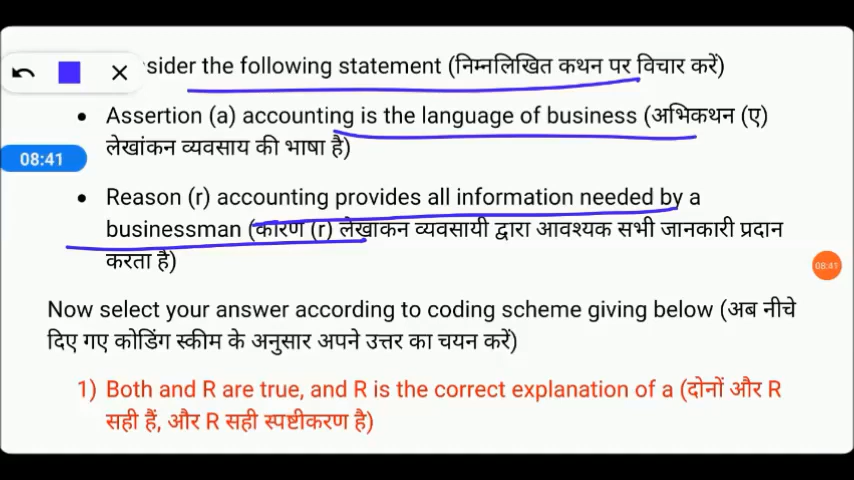 sider the following statement (निम्नलिखित कथन पर विचार करें)
• Assertion (a) accounting is the language of business (अभिकथन (ए)
लेखांकन व्यवसाय की भाषा है)
08:41
• Reason (r) accounting provides all information needed by a
businessman (कारण (r) लेखाकन व्यवसायी द्वारा आवश्यक सभी जानकारी प्रदान
करता है)
08:41
Now select your answer according to coding scheme giving below (अब नीचे
दिए गए कोडिंग स्कीम के अनुसार अपने उत्तर का चयन करें)
1) Both and R are true, and R is the correct explanation of a (दोनों और R
सही हैं, और R सही स्पष्टीकरण है)